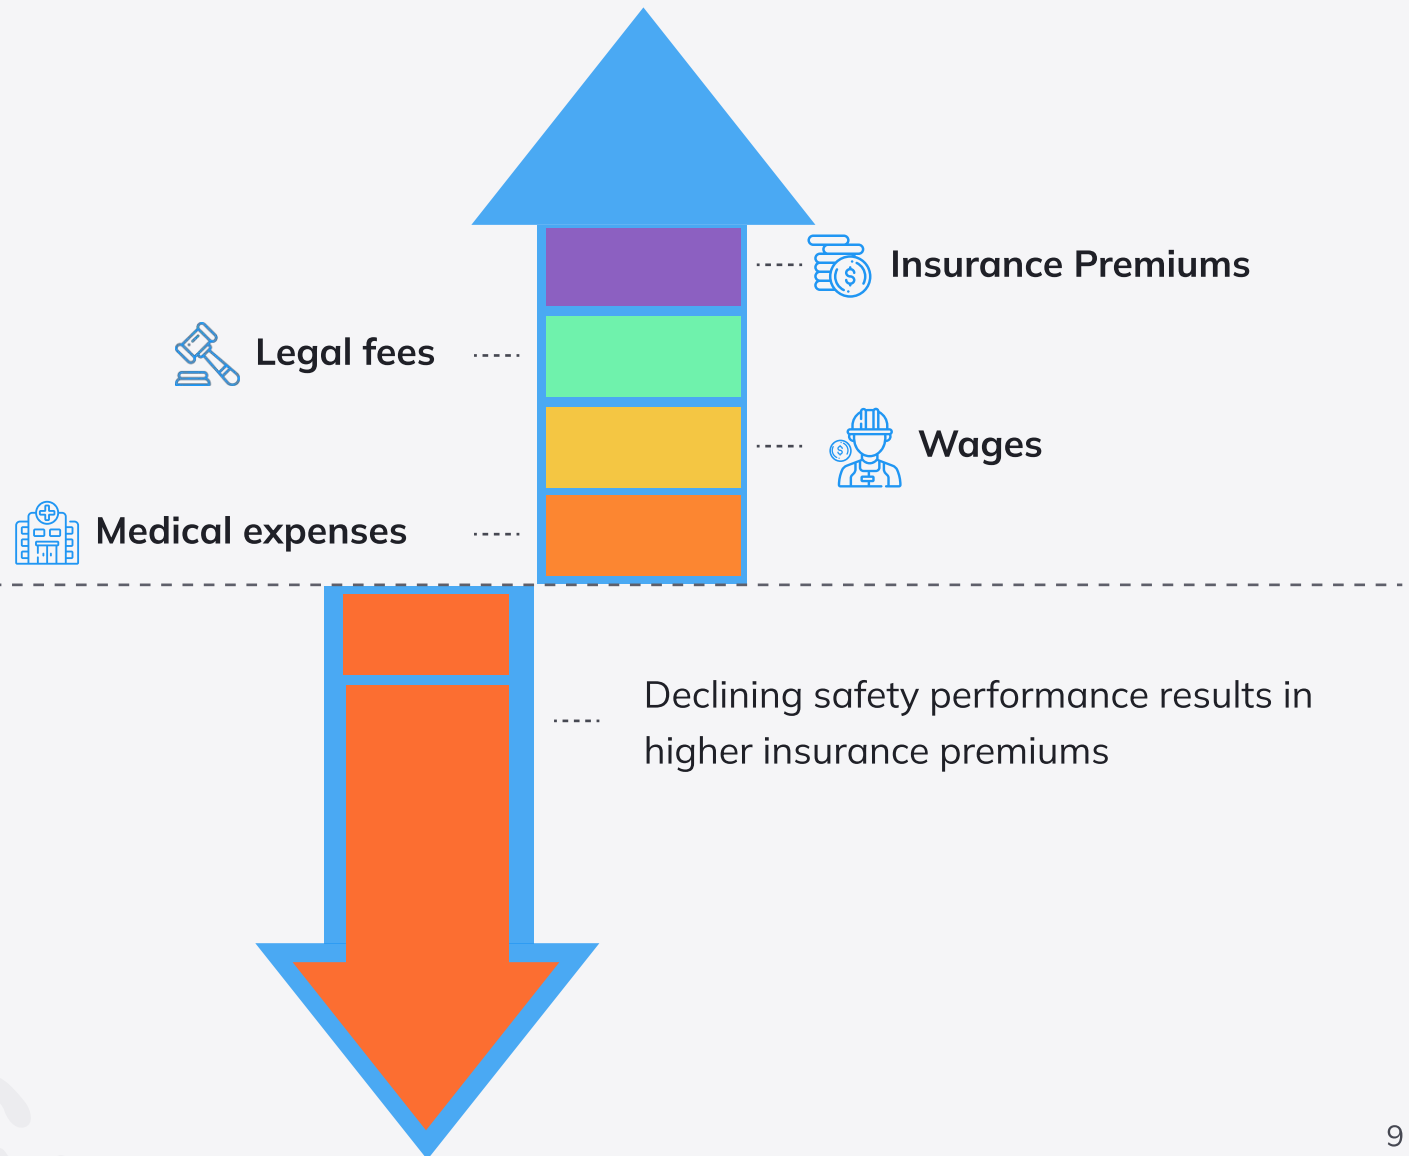 Insurance Premiums
Legal fees
Wages
Medical expenses
Declining safety performance results in
higher insurance premiums
9